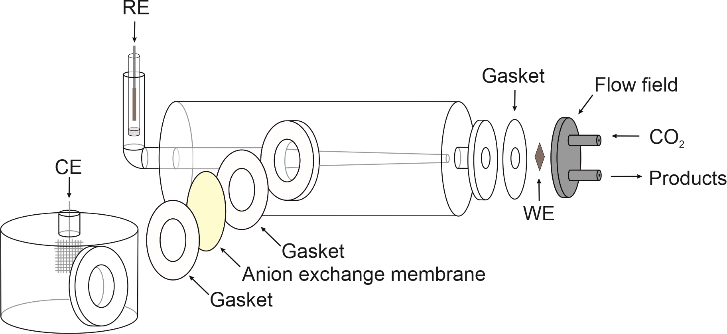 RE
Gasket
Flow field
CO₂
CE
Products
WE
Gasket
Anion exchange membrane
Gasket